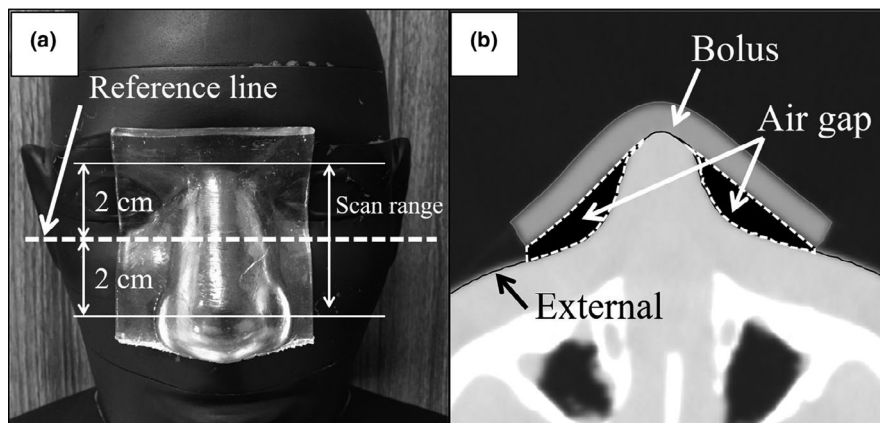 (a)
Reference line
2 cm
Scan range
2 cm
(b)
Bolus
Air gap
External